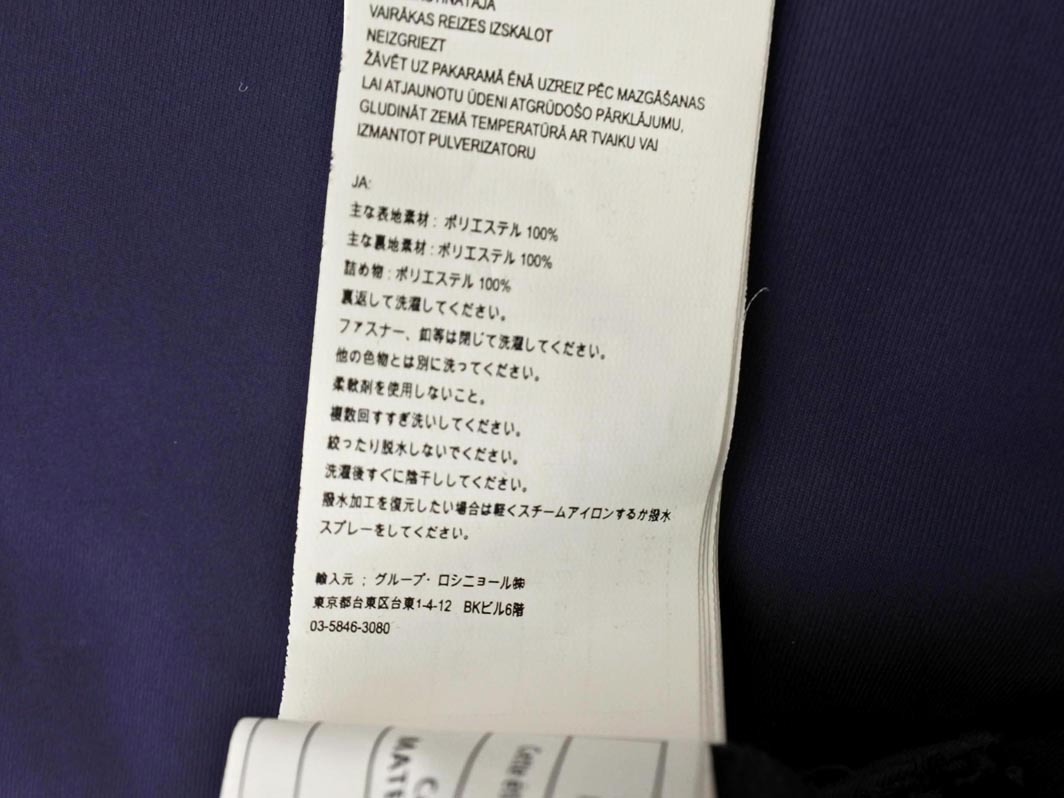 VAIRĀKAS REIZES IZSKALOT
NEIZGRIEZT
ŽĀVĒT UZ PAKARAMĀ ĒNĀ UZREIZ PĒC MAZGĀŠANAS
LAI ATJAUNOTU ŪDENI ATGRŪDOŠO PĀRKLĀJUMU,
GLUDINĀT ZEMĀ TEMPERATŪRĀ AR TVAIKU VAI
IZMANTOT PULVERIZATORU
JA:
主な表地素材：ポリエステル 100%
主な裏地素材：ポリエステル 100%
詰め物：ポリエステル 100%
裏返して洗濯してください。
ファスナー、釦等は閉じて洗濯してください。
他の色物とは別に洗ってください。
柔軟剤を使用しないこと。
複数回すすぎ洗いしてください。
絞ったり脱水しないでください。
洗濯後すぐに陰干ししてください。
撥水加工を復元したい場合は軽くスチームアイロンするか撥水
スプレーをしてください。
輸入元 ; グループ・ロシニョール㈱
東京都台東区台東1-4-12 BKビル6階
03-5846-3080